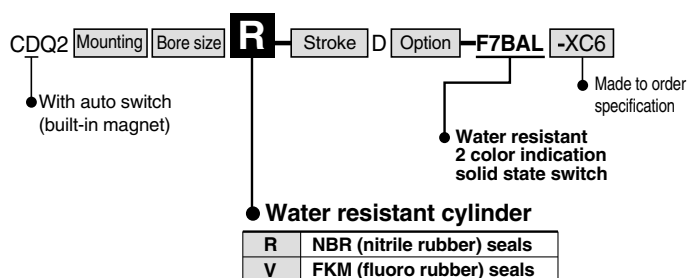 CDQ2 Mounting Bore size R Stroke D Option F7BAL -XC6
With auto switch
(built-in magnet)
Made to order
specification
Water resistant
2 color indication
solid state switch
Water resistant cylinder
R NBR (nitrile rubber) seals
V FKM (fluoro rubber) seals